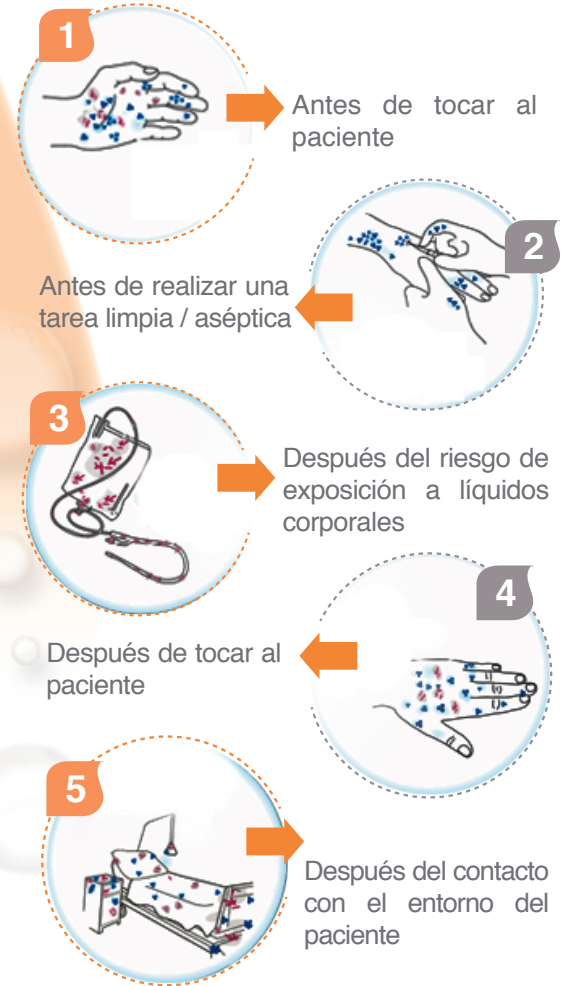 1
Antes de tocar al
paciente
2
Antes de realizar una
tarea limpia / aséptica
3
Después del riesgo de
exposición a líquidos
corporales
4
Después de tocar al
paciente
5
Después del contacto
con el entorno del
paciente